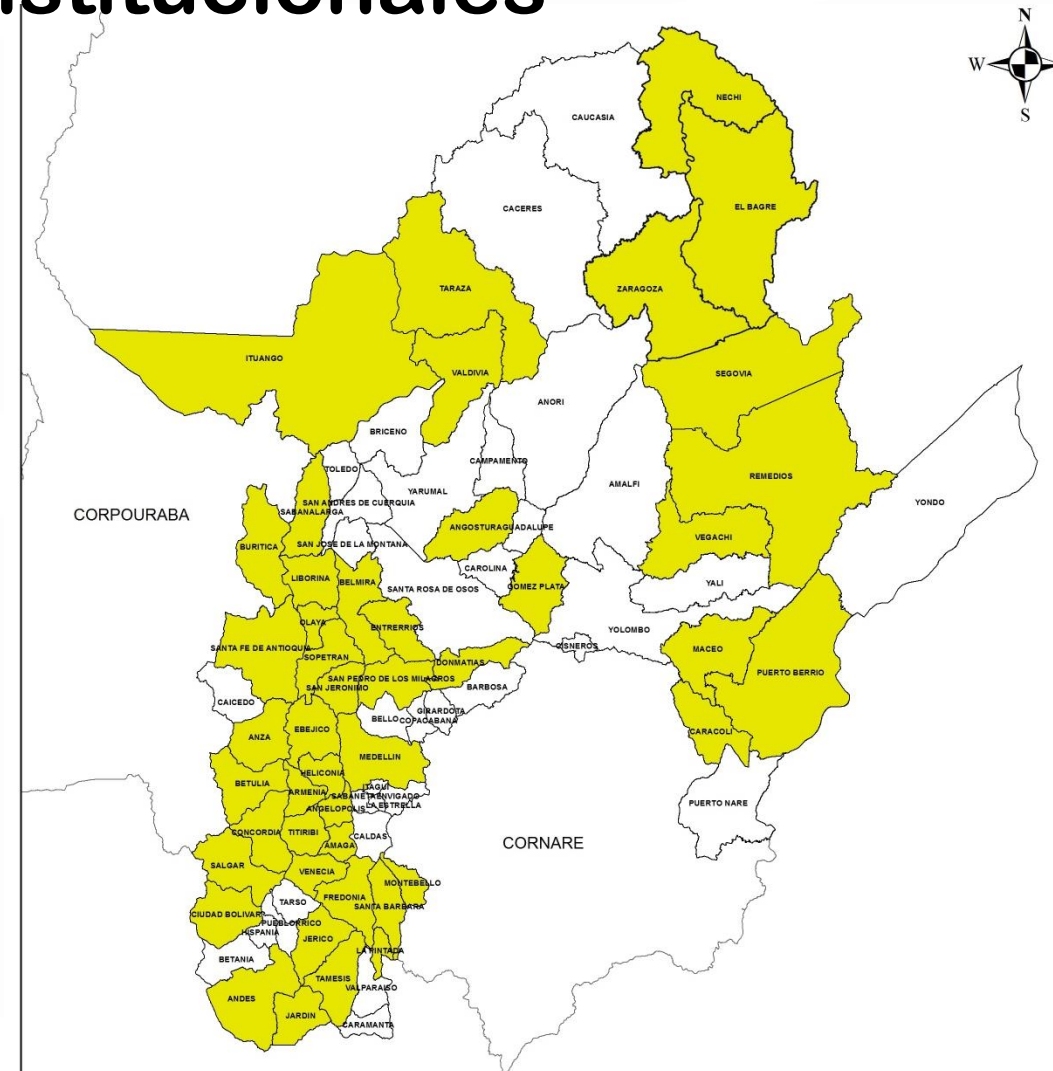 stitucionales
N
W
S
NECHI
CAUCASIA
EL BAGRE
CACERES
TARAZA
ZARAGOZA
ITUANGO
VALDIVIA
SEGOVIA
ANORI
BRICENO
TOLEDO
CAMPAMENTO
YARUMAL
AMALFI
REMEDIOS
YONDO
SAN ANDRES DE CUERQUIA
SABANALARGA
CORPOURABA
ANGOSTURA
GUADALUPE
VEGACHI
BURITICA
SAN JOSE DE LA MONTANA
CAROLINA
LIBORINA
BELMIRA
SANTA ROSA DE OSOS
GOMEZ PLATA
YALI
OLAYA
ENTRERRIOS
YOLOMBO
CISNEROS
SANTA FE DE ANTIOQUIA
SOPETRAN
DONMATIAS
MACEO
PUERTO BERRIO
SAN PEDRO DE LOS MILAGROS
SAN JERONIMO
BARBOSA
CAICEDO
GIRARDOTA
BELLO
COPACABANA
EBEJICO
ANZA
CARACOLI
MEDELLIN
HELICONIA
BETULIA
ITAGUI
ARMENIA
SABANETA
ENVIGADO
ANGELOPOLIS
LA ESTRELLA
PUERTO NARE
CONCORDIA
TITIRIBI
CALDAS
AMAGA
CORNARE
SALGAR
VENECIA
MONTEBELLO
FREDONIA
TARSO
SANTA BARBARA
CIUDAD BOLIVAR
PUEBLORRICO
HISPANIA
JERICO
LA PINTADA
BETANIA
TAMESIS
VALPARAISO
ANDES
JARDIN
CARAMANTA